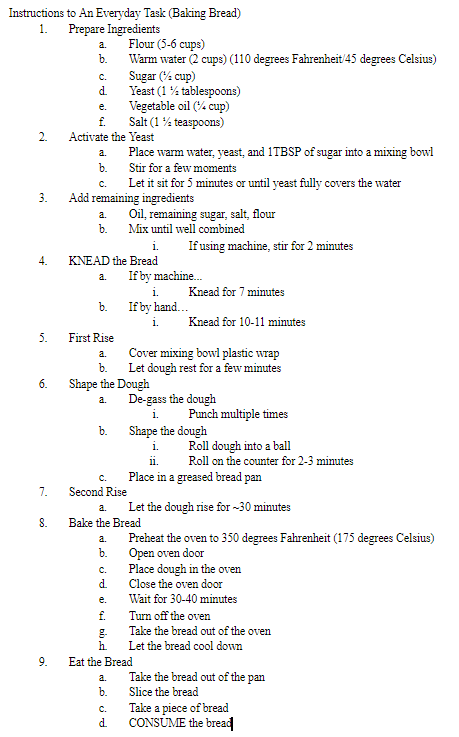 Instructions to An Everyday Task (Baking Bread)
1. Prepare Ingredients
a. Flour (5-6 cups)
b. Warm water (2 cups) (110 degrees Fahrenheit/45 degrees Celsius)
c. Sugar (½ cup)
d. Yeast (1 ½ tablespoons)
e. Vegetable oil (¼ cup)
f. Salt (1 ½ teaspoons)
2. Activate the Yeast
a. Place warm water, yeast, and 1TBSP of sugar into a mixing bowl
b. Stir for a few moments
c. Let it sit for 5 minutes or until yeast fully covers the water
3. Add remaining ingredients
a. Oil, remaining sugar, salt, flour
b. Mix until well combined
i. If using machine, stir for 2 minutes
4. KNEAD the Bread
a. If by machine...
i. Knead for 7 minutes
b. If by hand...
i. Knead for 10-11 minutes
5. First Rise
a. Cover mixing bowl plastic wrap
b. Let dough rest for a few minutes
6. Shape the Dough
a. De-gass the dough
i. Punch multiple times
b. Shape the dough
i. Roll dough into a ball
ii. Roll on the counter for 2-3 minutes
c. Place in a greased bread pan
7. Second Rise
a. Let the dough rise for ~30 minutes
8. Bake the Bread
a. Preheat the oven to 350 degrees Fahrenheit (175 degrees Celsius)
b. Open oven door
c. Place dough in the oven
d. Close the oven door
e. Wait for 30-40 minutes
f. Turn off the oven
g. Take the bread out of the oven
h. Let the bread cool down
9. Eat the Bread
a. Take the bread out of the pan
b. Slice the bread
c. Take a piece of bread
d. CONSUME the bread